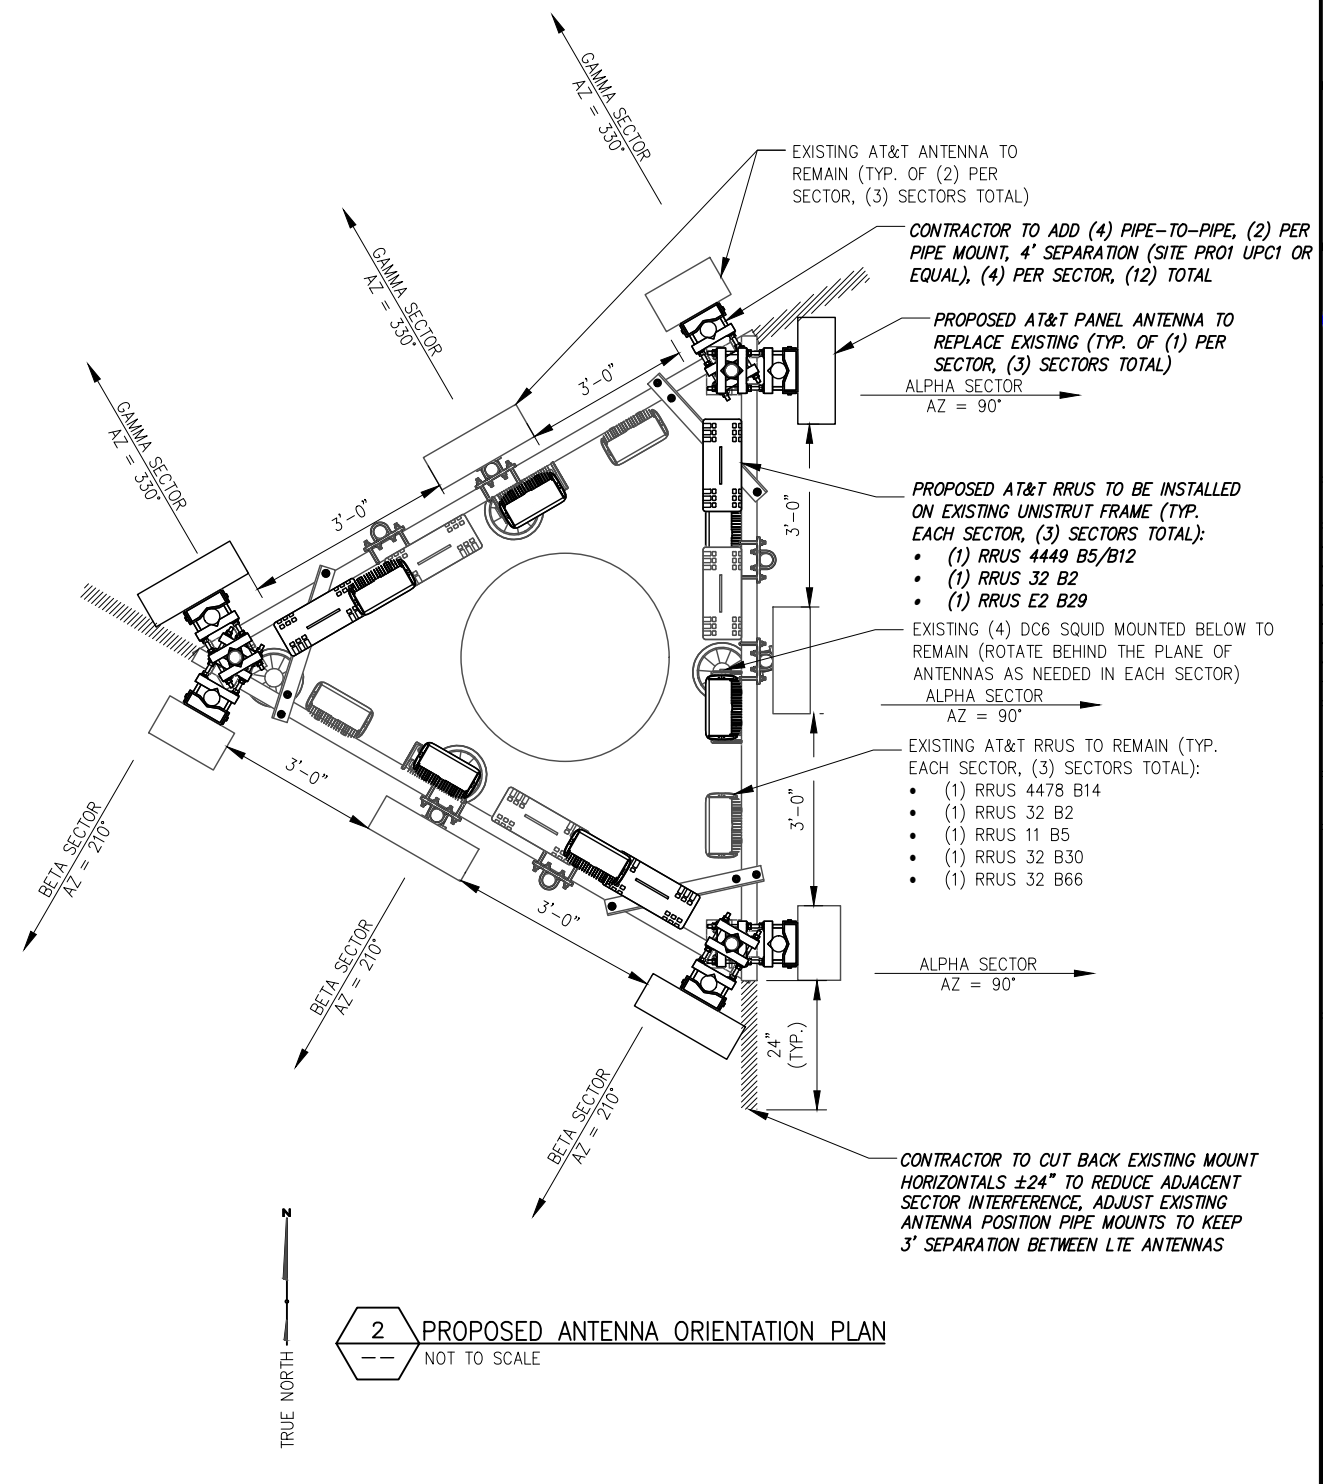 GAMMA SECTOR
AZ = 330°
EXISTING AT&T ANTENNA TO
REMAIN (TYP. OF (2) PER
SECTOR, (3) SECTORS TOTAL)
CONTRACTOR TO ADD (4) PIPE-TO-PIPE, (2) PER
PIPE MOUNT, 4' SEPARATION (SITE PRO1 UPC1 OR
EQUAL), (4) PER SECTOR, (12) TOTAL
GAMMA SECTOR
AZ = 330°
PROPOSED AT&T PANEL ANTENNA TO
REPLACE EXISTING (TYP. OF (1) PER
SECTOR, (3) SECTORS TOTAL)
3'-0"
ALPHA SECTOR
AZ = 90°
GAMMA SECTOR
AZ = 330°
3'-0"
3'-0"
PROPOSED AT&T RRUS TO BE INSTALLED
ON EXISTING UNISTRUT FRAME (TYP.
EACH SECTOR, (3) SECTORS TOTAL):
• (1) RRUS 4449 B5/B12
• (1) RRUS 32 B2
• (1) RRUS E2 B29
EXISTING (4) DC6 SQUID MOUNTED BELOW TO
REMAIN (ROTATE BEHIND THE PLANE OF
ANTENNAS AS NEEDED IN EACH SECTOR)
ALPHA SECTOR
AZ = 90°
EXISTING AT&T RRUS TO REMAIN (TYP.
EACH SECTOR, (3) SECTORS TOTAL):
• (1) RRUS 4478 B14
• (1) RRUS 32 B2
• (1) RRUS 11 B5
• (1) RRUS 32 B30
• (1) RRUS 32 B66
3'-0"
3'-0"
BETA SECTOR
AZ = 210°
3'-0"
BETA SECTOR
AZ = 210°
ALPHA SECTOR
AZ = 90°
24"
(TYP.)
BETA SECTOR
AZ = 210°
CONTRACTOR TO CUT BACK EXISTING MOUNT
HORIZONTALS ±24" TO REDUCE ADJACENT
SECTOR INTERFERENCE, ADJUST EXISTING
ANTENNA POSITION PIPE MOUNTS TO KEEP
3' SEPARATION BETWEEN LTE ANTENNAS
N
TRUE NORTH
2
--
PROPOSED ANTENNA ORIENTATION PLAN
NOT TO SCALE